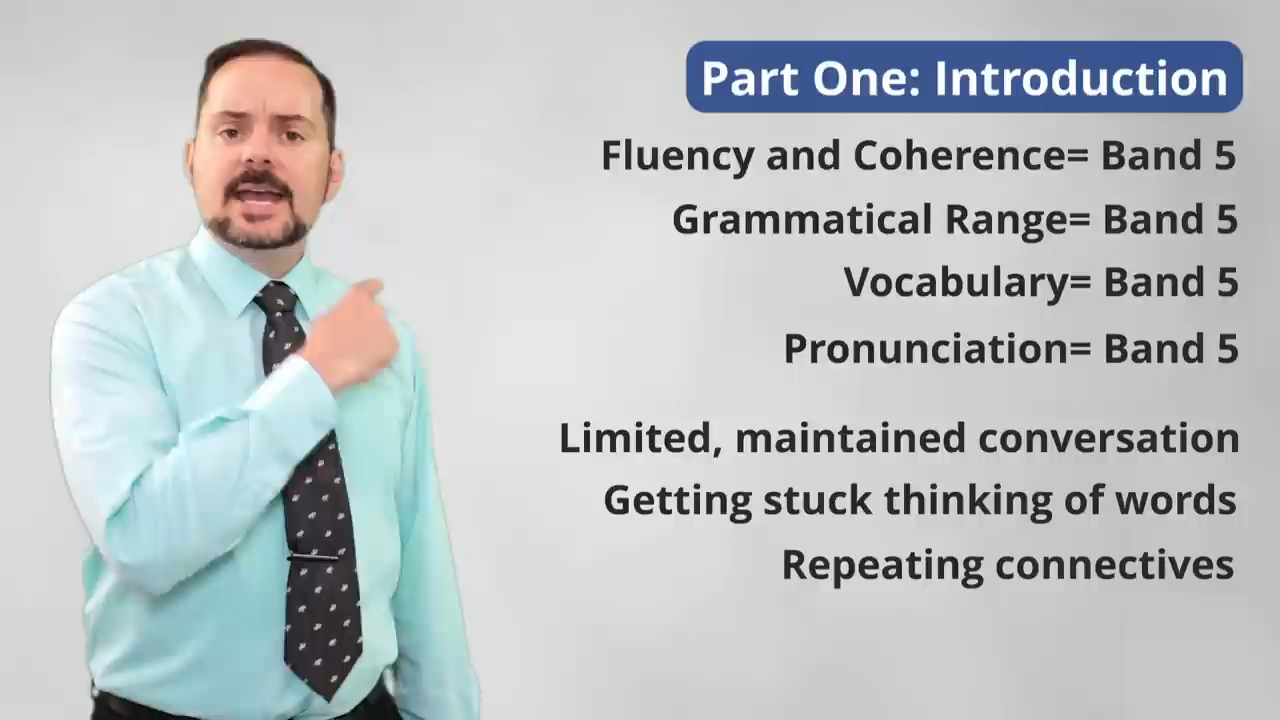 Part One: Introduction
Fluency and Coherence= Band 5
Grammatical Range= Band 5
Vocabulary= Band 5
Pronunciation= Band 5
Limited, maintained conversation
Getting stuck thinking of words
Repeating connectives